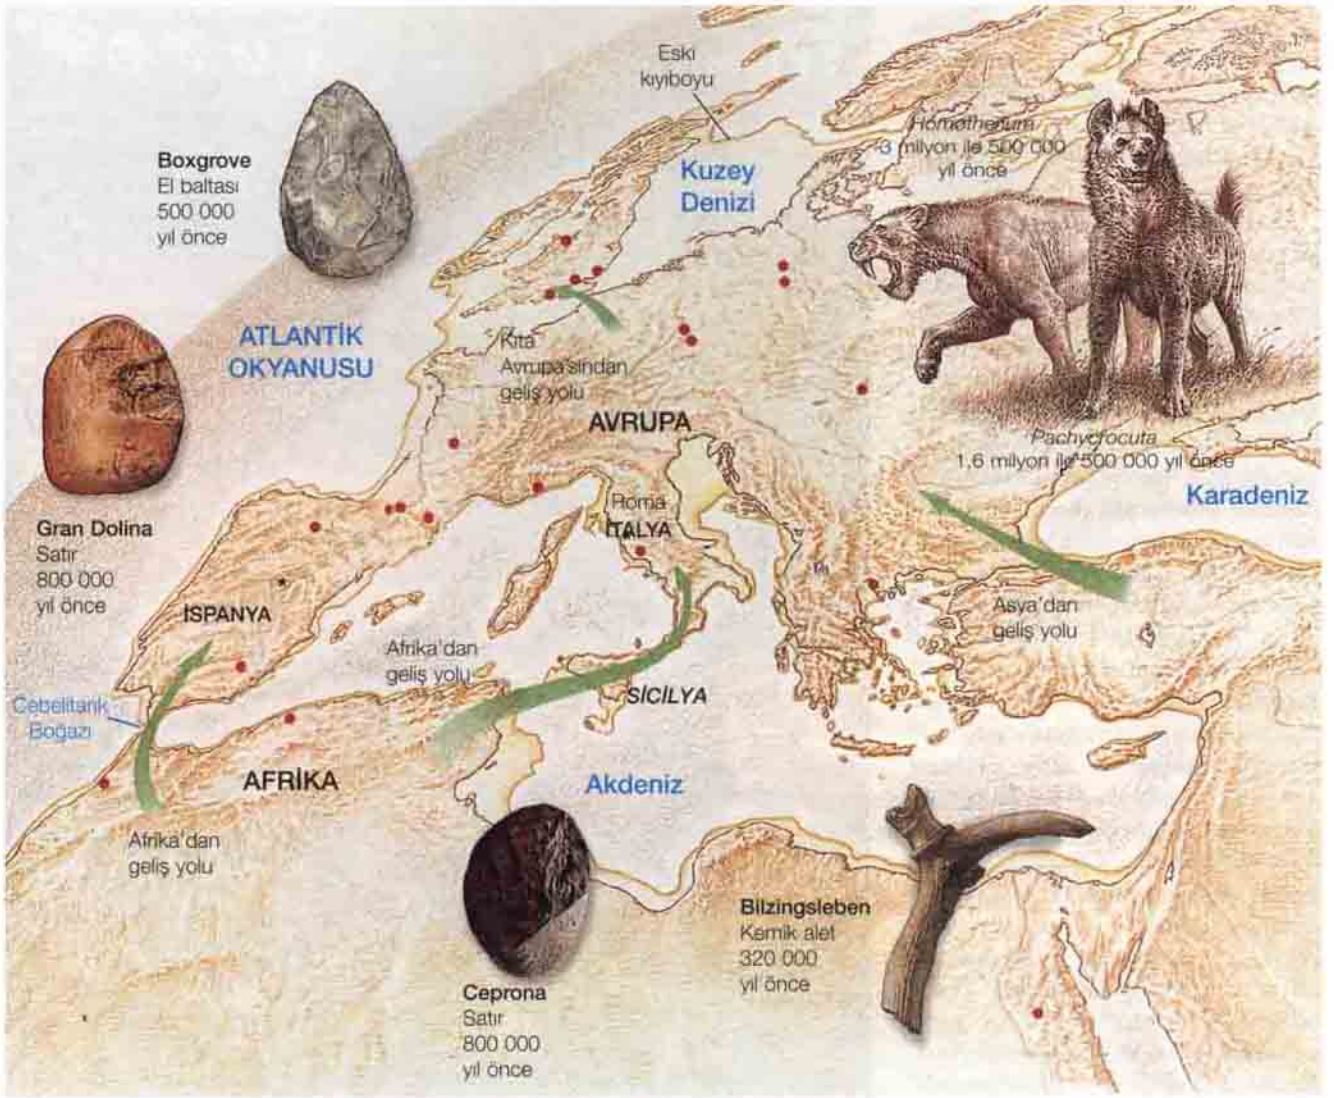 Eski
kıyıboyu
Homotherium
3 milyon ile 500 000
yıl önce
Boxgrove
El baltası
500 000
yıl önce
Kuzey
Denizi
ATLANTİK
OKYANUSU
Kıta
Avrupa'sından
geliş yolu
AVRUPA
Pachycrocuta
1,6 milyon ile 500 000 yıl önce
Karadeniz
Roma
İTALYA
Gran Dolina
Satır
800 000
yıl önce
İSPANYA
Asya'dan
geliş yolu
Afrika'dan
geliş yolu
SİCİLYA
Cebelitarık
Boğazı
AFRİKA
Akdeniz
Afrika'dan
geliş yolu
Bilzingsleben
Kemik alet
320 000
yıl önce
Ceprona
Satır
800 000
yıl önce